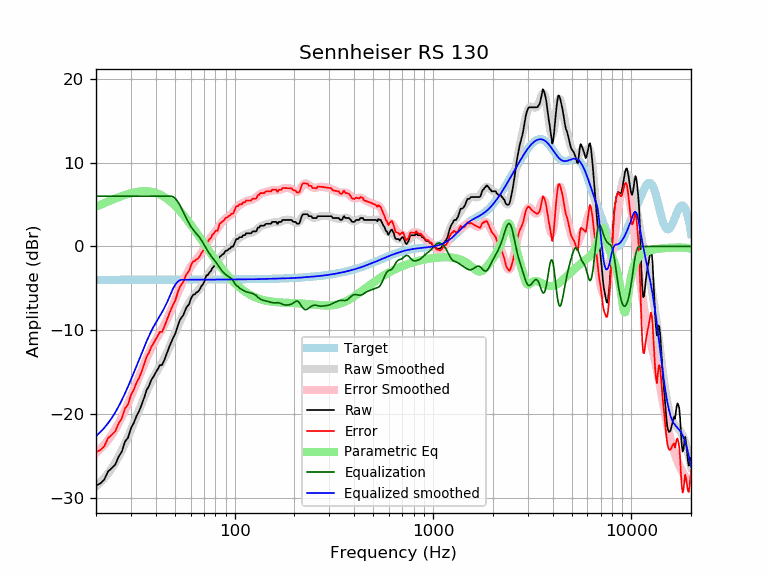 Sennheiser RS 130
Amplitude (dBr)
20
10
0
−10
−20
−30
Target
Raw Smoothed
Error Smoothed
Raw
Error
Parametric Eq
Equalization
Equalized smoothed
100
1000
10000
Frequency (Hz)